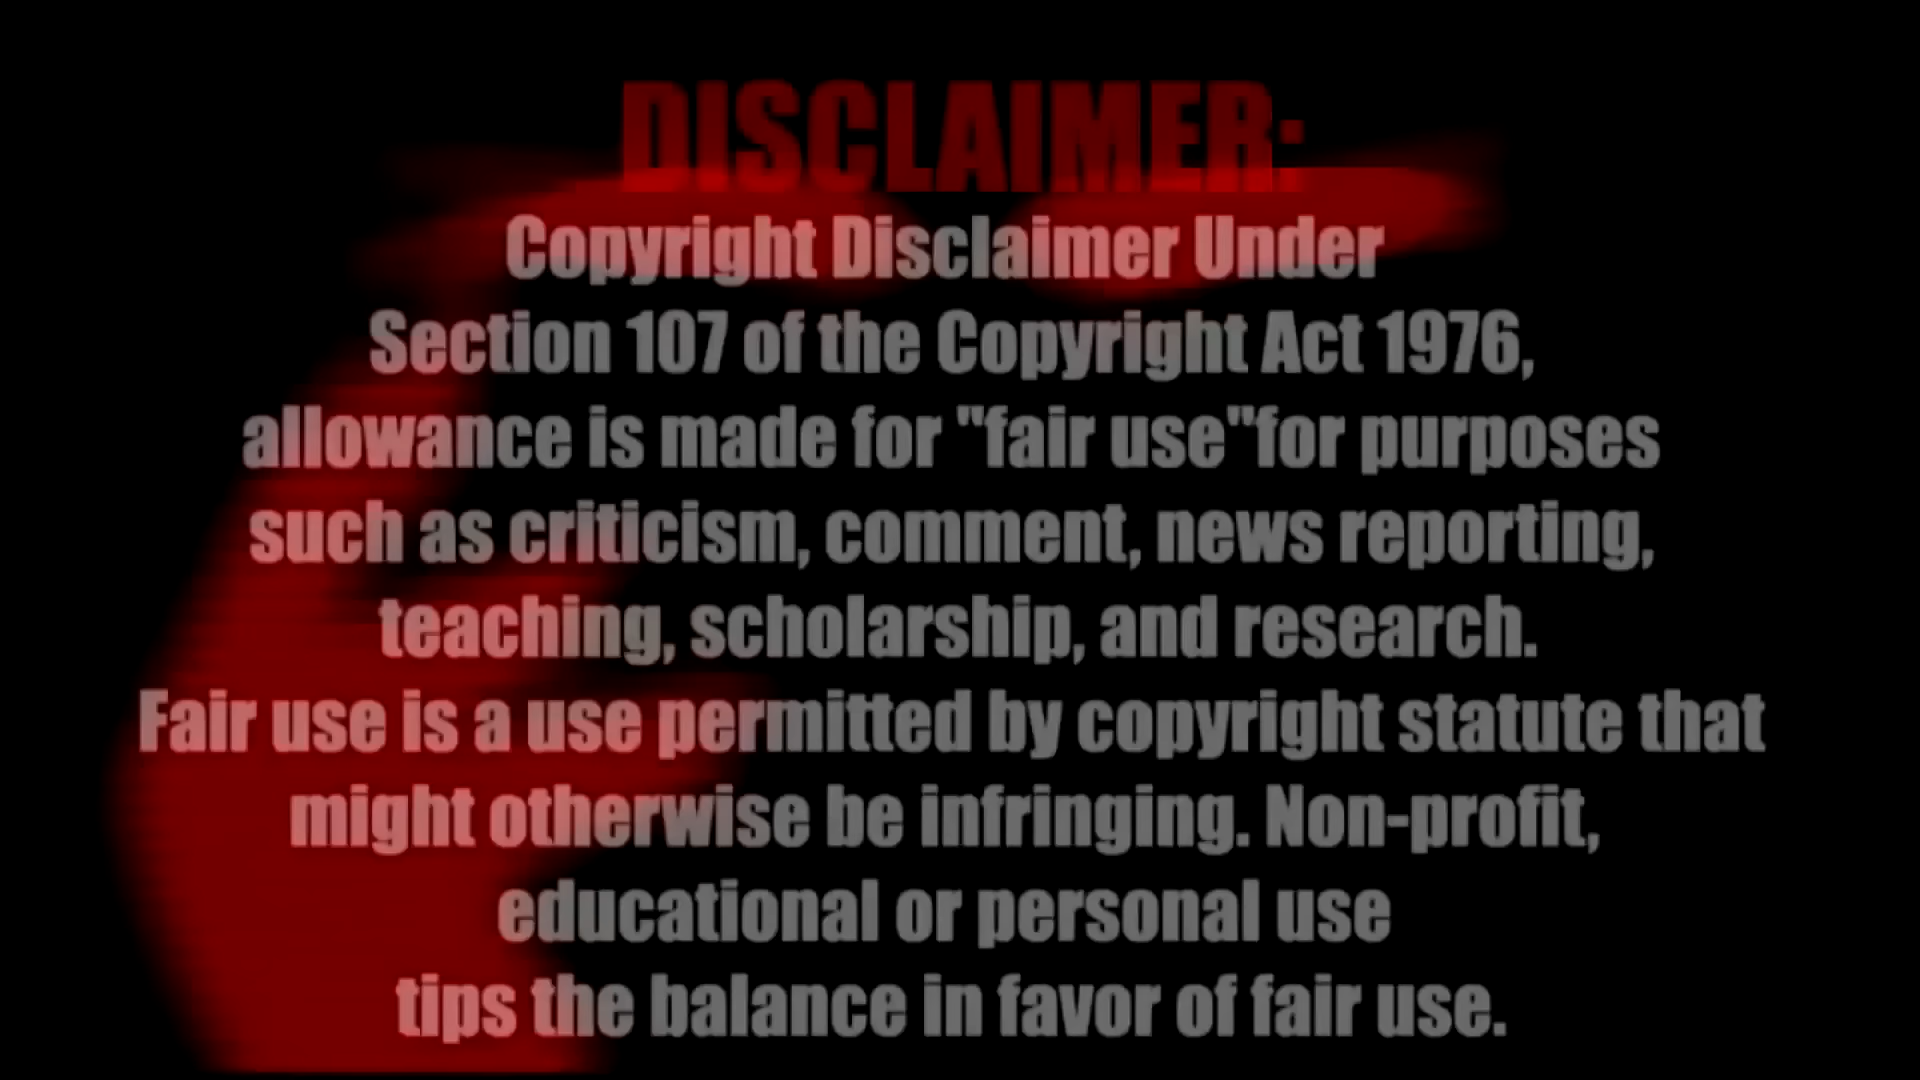 DISCLAIMER:
Copyright Disclaimer Under
Section 107 of the Copyright Act 1976,
allowance is made for "fair use"for purposes
such as criticism, comment, news reporting,
teaching, scholarship, and research.
Fair use is a use permitted by copyright statute that
might otherwise be infringing. Non-profit,
educational or personal use
tips the balance in favor of fair use.